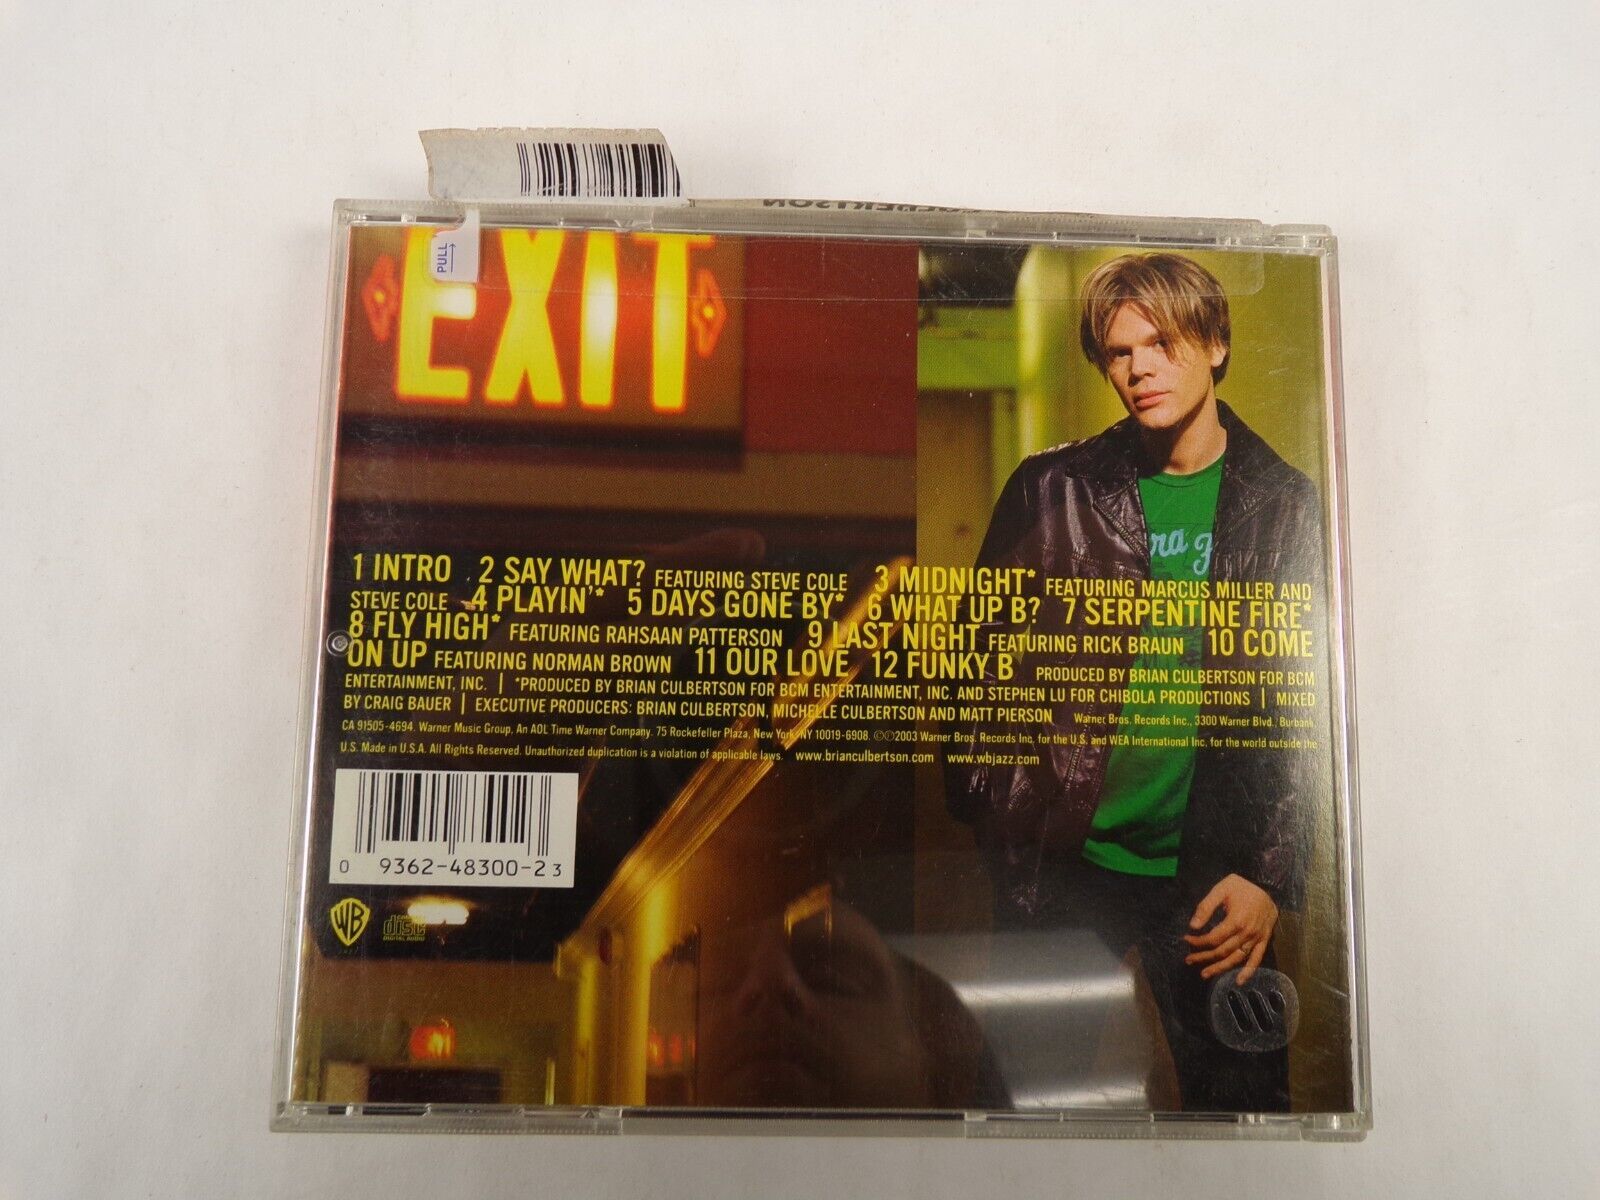 CULBERTSON
PULL
EXIT
ra F
1 INTRO 2 SAY WHAT? FEATURING STEVE COLE 3 MIDNIGHT* FEATURING MARCUS MILLER AND
STEVE COLE 4 PLAYIN'* 5 DAYS GONE BY* 6 WHAT UP B? 7 SERPENTINE FIRE*
8 FLY HIGH* FEATURING RAHSAAN PATTERSON 9 LAST NIGHT FEATURING RICK BRAUN 10 COME
ON UP FEATURING NORMAN BROWN 11 OUR LOVE 12 FUNKY B PRODUCED BY BRIAN CULBERTSON FOR BCM
ENTERTAINMENT, INC. | *PRODUCED BY BRIAN CULBERTSON FOR BCM ENTERTAINMENT, INC. AND STEPHEN LU FOR CHIBOLA PRODUCTIONS | MIXED
BY CRAIG BAUER | EXECUTIVE PRODUCERS: BRIAN CULBERTSON, MICHELLE CULBERTSON AND MATT PIERSON Warner Bros. Records Inc., 3300 Warner Blvd., Burbank,
CA 91505-4694. Warner Music Group, An AOL Time Warner Company. 75 Rockefeller Plaza, New York, NY 10019-6908. ©℗2003 Warner Bros. Records Inc. for the U.S. and WEA International Inc. for the world outside the
U.S. Made in U.S.A. All Rights Reserved. Unauthorized duplication is a violation of applicable laws. www.brianculbertson.com www.wbjazz.com
0 9362-48300-2 3
WB
COMPACT
disc
DIGITAL AUDIO